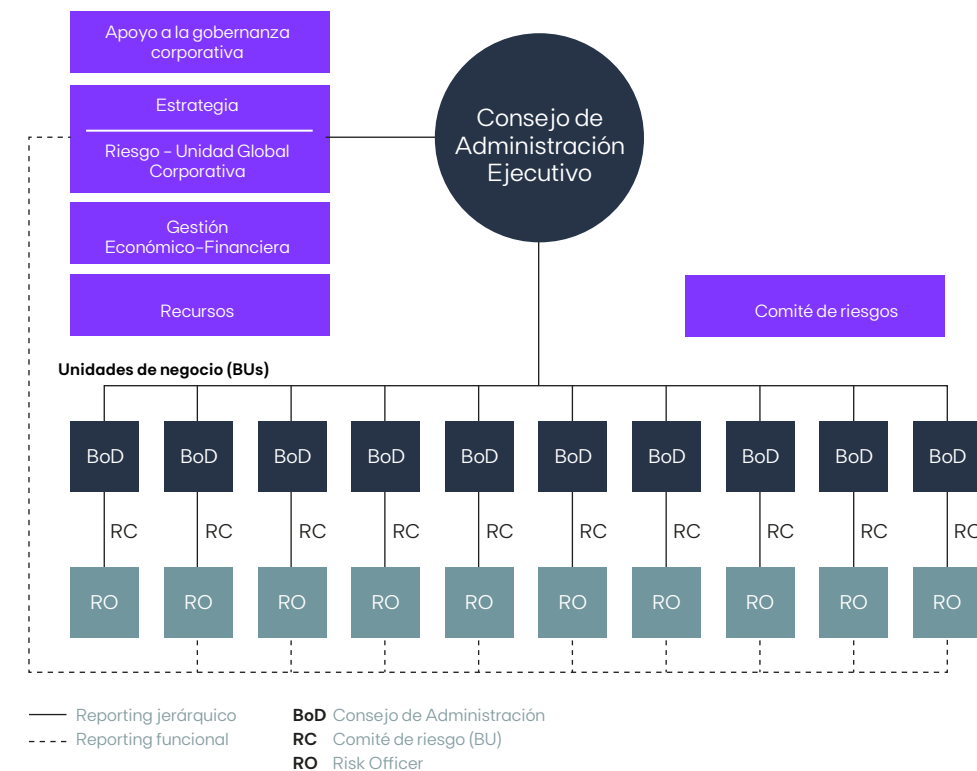 Apoyo a la gobernanza
corporativa
Estrategia
Riesgo - Unidad Global
Corporativa
Gestión
Económico-Financiera
Recursos
Consejo de
Administración
Ejecutivo
Comité de riesgos
Unidades de negocio (BUs)
BoD BoD BoD BoD BoD BoD BoD BoD BoD BoD
RC RC RC RC RC RC RC RC RC RC
RO RO RO RO RO RO RO RO RO RO
Reporting jerárquico
Reporting funcional
BoD Consejo de Administración
RC Comité de riesgo (BU)
RO Risk Officer